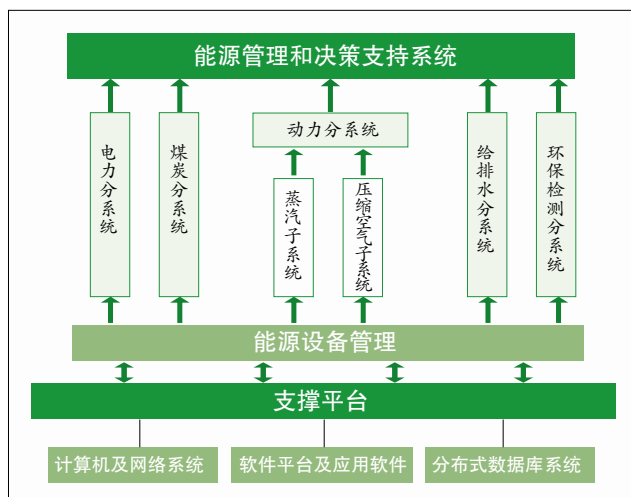 能源管理和决策支持系统
动力分系统
电力分系统
煤炭分系统
蒸汽子系统
压缩空气子系统
给排水分系统
环保检测分系统
能源设备管理
支撑平台
计算机及网络系统
软件平台及应用软件
分布式数据库系统